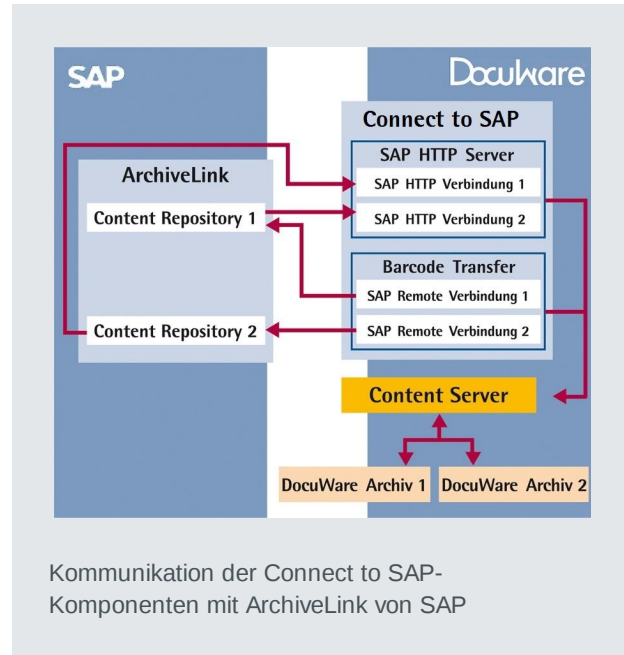 SAP
DocuWare
Connect to SAP
SAP HTTP Server
SAP HTTP Verbindung 1
SAP HTTP Verbindung 2
ArchiveLink
Content Repository 1
Content Repository 2
Barcode Transfer
SAP Remote Verbindung 1
SAP Remote Verbindung 2
Content Server
DocuWare Archiv 1
DocuWare Archiv 2
Kommunikation der Connect to SAP-
Komponenten mit ArchiveLink von SAP